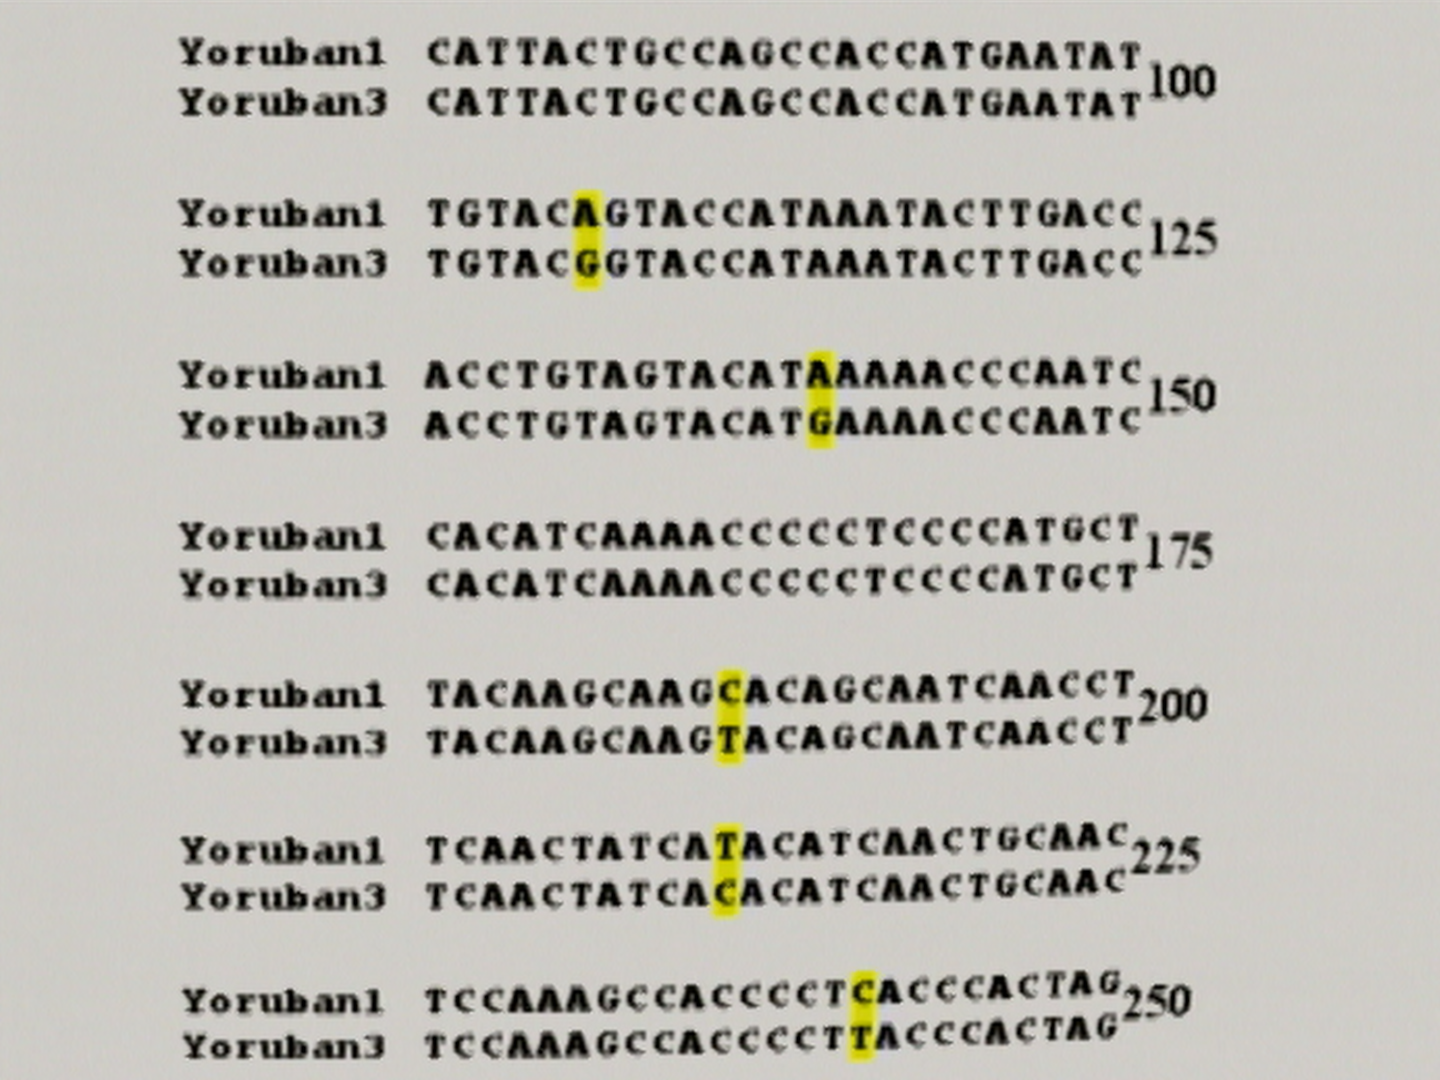 Yoruban1 CATTACTGCCAGCCACCATGAATAT
Yoruban3 CATTACTGCCAGCCACCATGAATAT
100
Yoruban1 TGTACAGTACCATAAATACTTGACC
Yoruban3 TGTACGGTACCATAAATACTTGACC
125
Yoruban1 ACCTGTAGTACATAAAAACCCAATC
Yoruban3 ACCTGTAGTACATGAAAACCCAATC
150
Yoruban1 CACATCAAAACCCCCTCCCCATGCT
Yoruban3 CACATCAAAACCCCCTCCCCATGCT
175
Yoruban1 TACAAGCAAGCACAGCAATCAACCT
Yoruban3 TACAAGCAAGTACAGCAATCAACCT
200
Yoruban1 TCAACTATCATACATCAACTGCAAC
Yoruban3 TCAACTATCACACATCAACTGCAAC
225
Yoruban1 TCCAAAGCCACCCCTCACCCACTAG
Yoruban3 TCCAAAGCCACCCCTTACCCACTAG
250